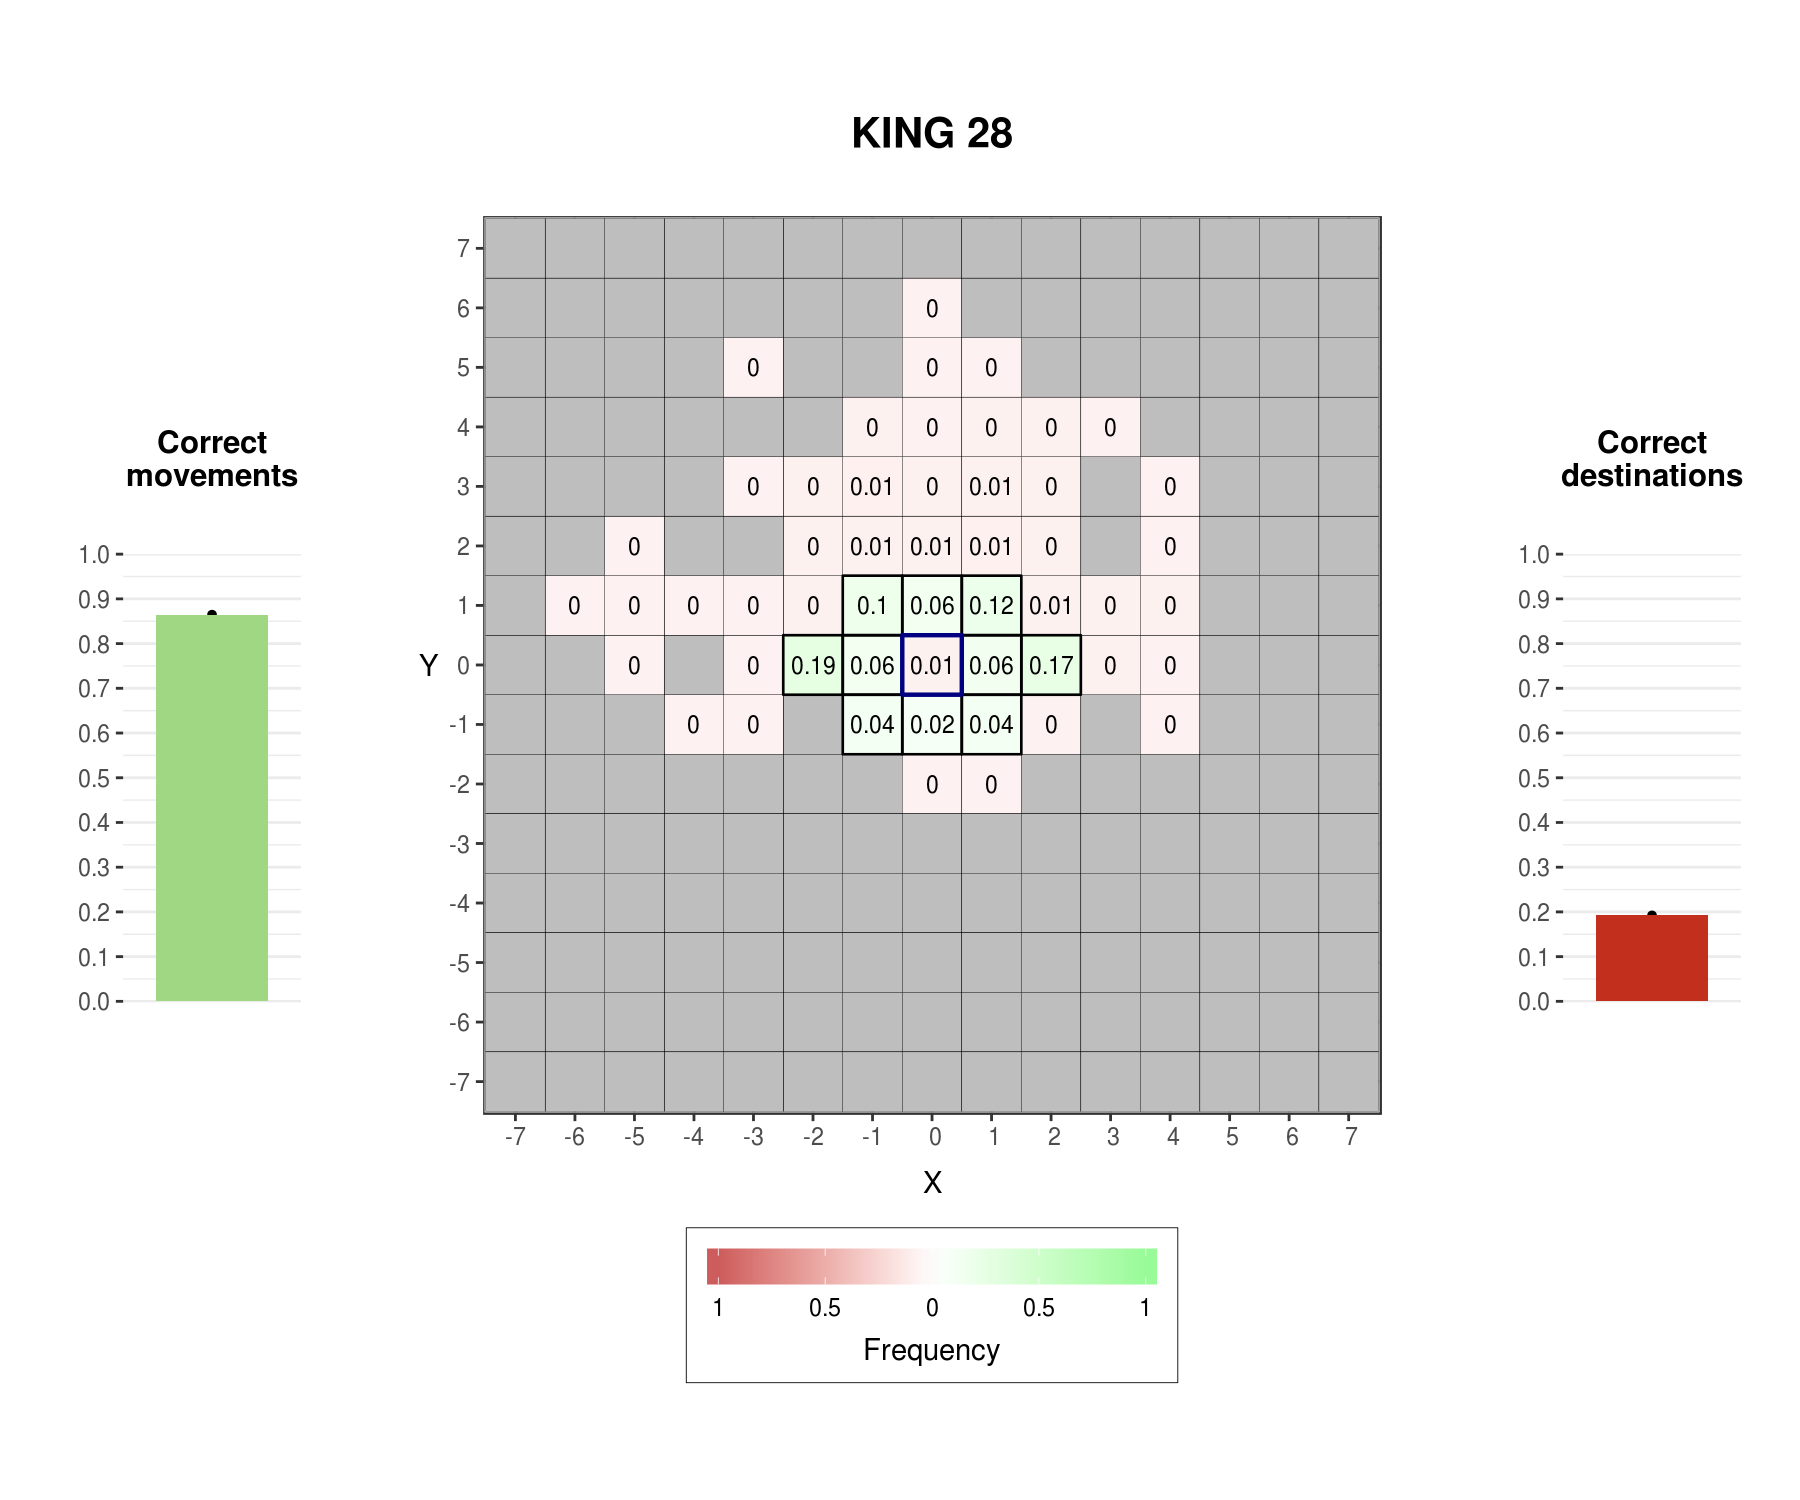 KING 28
Correct
movements
1.0
0.9
0.8
0.7
0.6
0.5
0.4
0.3
0.2
0.1
0.0
Y
7
6 0
5 0 0 0
4 0 0 0 0 0
3 0 0 0.01 0 0.01 0 0
2 0 0 0.01 0.01 0.01 0 0
1 0 0 0 0 0 0.1 0.06 0.12 0.01 0 0
0 0 0 0.19 0.06 0.01 0.06 0.17 0 0
-1 0 0 0.04 0.02 0.04 0 0
-2 0 0
-3
-4
-5
-6
-7
-7 -6 -5 -4 -3 -2 -1 0 1 2 3 4 5 6 7
X
1 0.5 0 0.5 1
Frequency
Correct
destinations
1.0
0.9
0.8
0.7
0.6
0.5
0.4
0.3
0.2
0.1
0.0